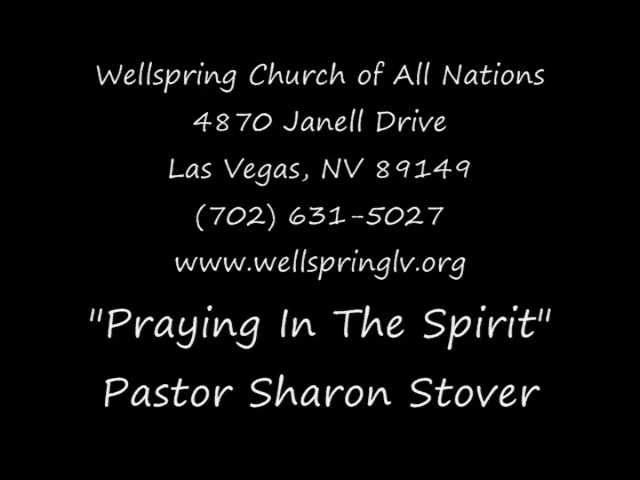 Wellspring Church of All Nations
4870 Janell Drive
Las Vegas, NV 89149
(702) 631-5027
www.wellspringlv.org
"Praying In The Spirit"
Pastor Sharon Stover